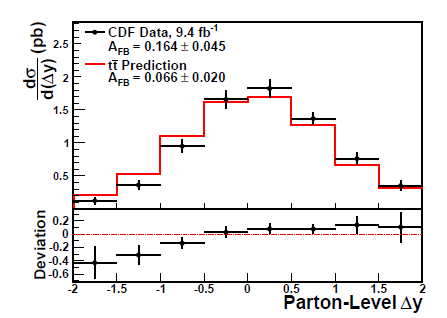 dσ
d(Δy) (pb)
CDF Data, 9.4 fb⁻¹
A_FB = 0.164 ± 0.045
tt̄ Prediction
A_FB = 0.066 ± 0.020
2.5
2
1.5
1
0.5
Deviation
0.2
0
-0.2
-0.4
-0.6
-2 -1.5 -1 -0.5 0 0.5 1 1.5 2
Parton-Level Δy